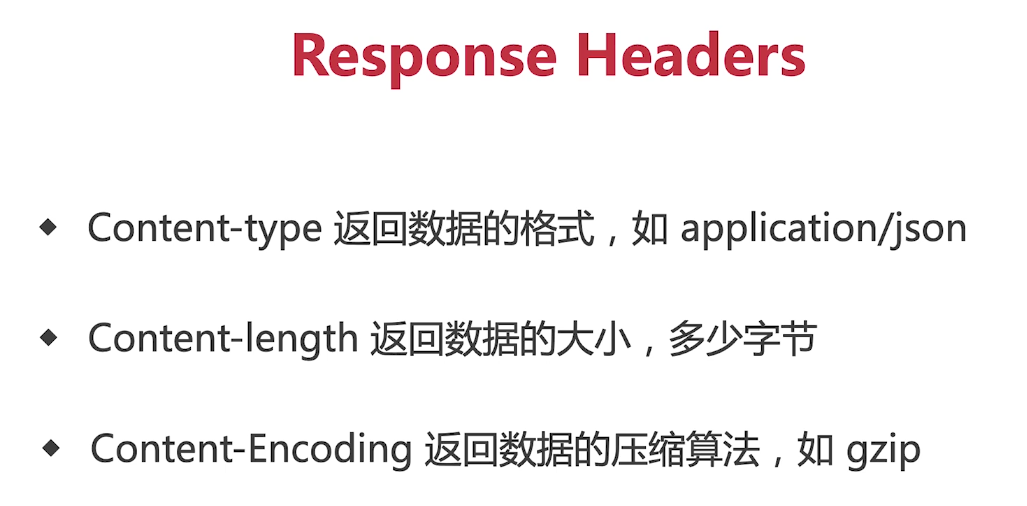 Response Headers
◆ Content-type 返回数据的格式，如 application/json
◆ Content-length 返回数据的大小，多少字节
◆ Content-Encoding 返回数据的压缩算法，如 gzip